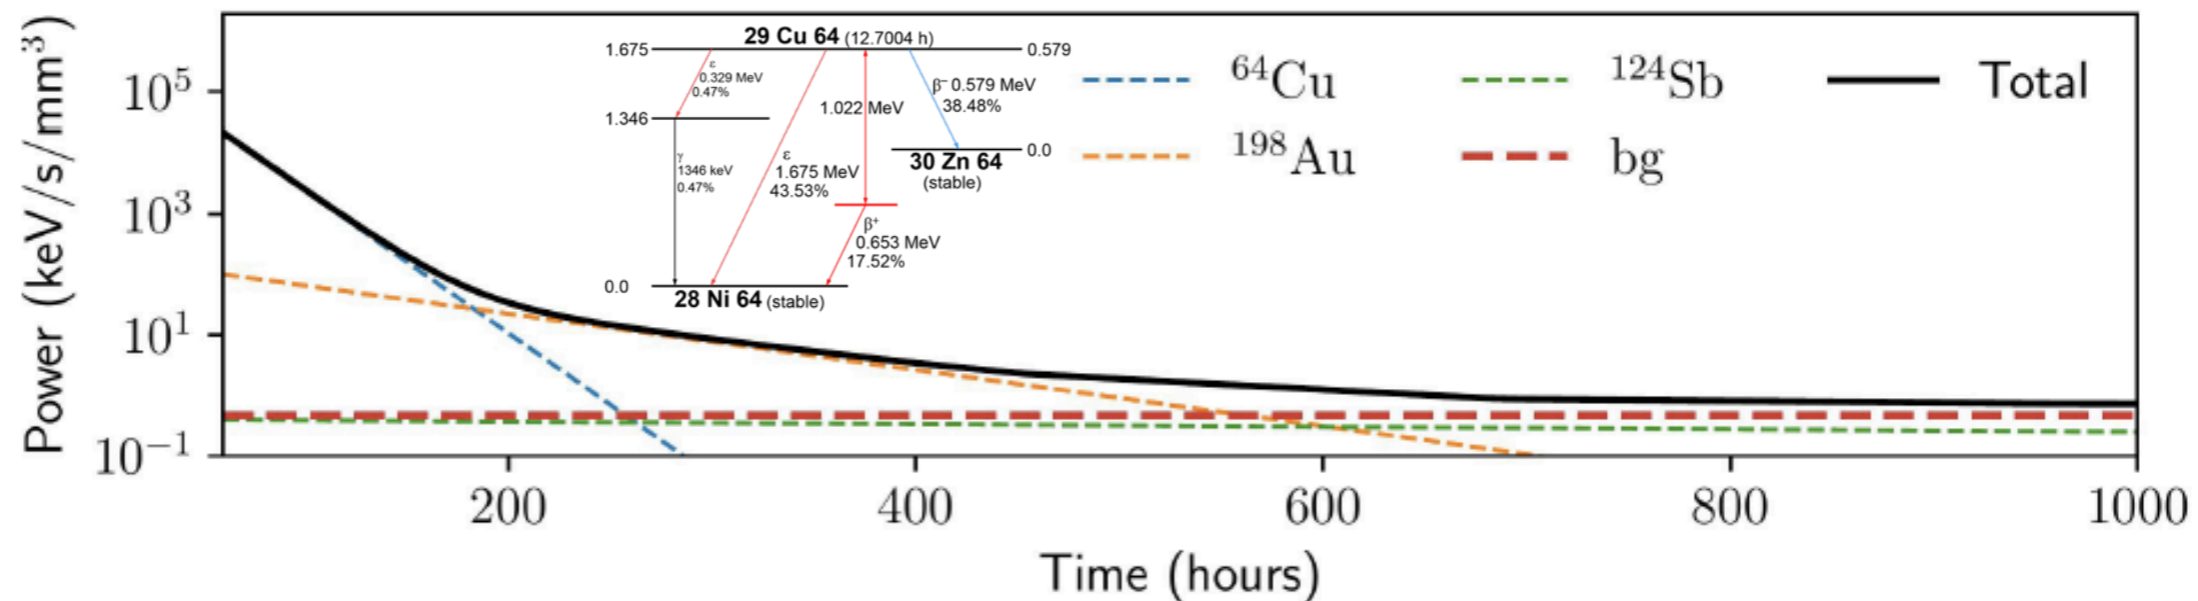 Power (keV/s/mm³)
10⁵
10³
10¹
10⁻¹
29 Cu 64 (12.7004 h)
1.675
0.579
ε
0.329 MeV
0.47%
β⁻ 0.579 MeV
38.48%
1.022 MeV
1.346
0.0
30 Zn 64
(stable)
γ
1346 keV
0.47%
ε
1.675 MeV
43.53%
β⁺
0.653 MeV
17.52%
0.0
28 Ni 64 (stable)
⁶⁴Cu
¹²⁴Sb
Total
¹⁹⁸Au
bg
200
400
600
800
1000
Time (hours)